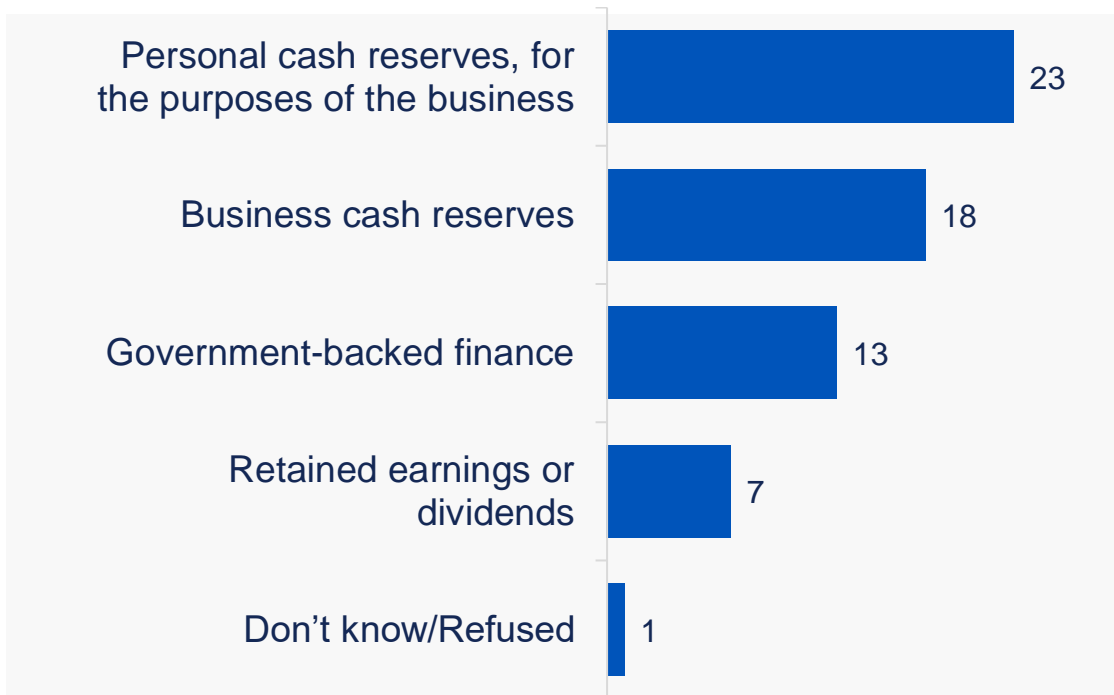 Personal cash reserves, for
the purposes of the business
23
Business cash reserves
18
Government-backed finance
13
Retained earnings or
dividends
7
Don’t know/Refused
1